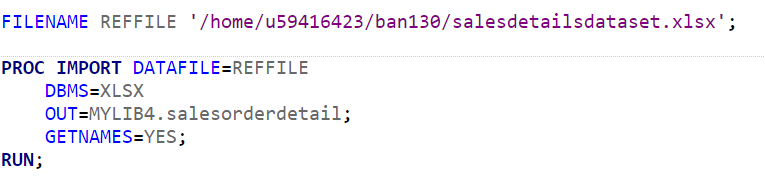 FILENAME REFFILE '/home/u59416423/ban130/salesdetailsdataset.xlsx';
PROC IMPORT DATAFILE=REFFILE
DBMS=XLSX
OUT=MYLIB4.salesorderdetail;
GETNAMES=YES;
RUN;